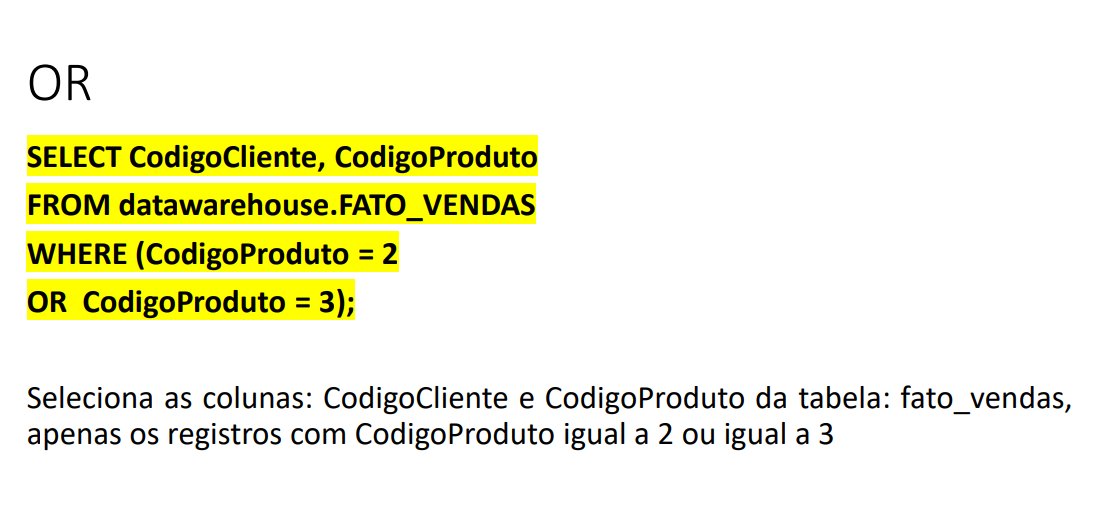 OR
SELECT CodigoCliente, CodigoProduto
FROM datawarehouse.FATO_VENDAS
WHERE (CodigoProduto = 2
OR  CodigoProduto = 3);
Seleciona as colunas: CodigoCliente e CodigoProduto da tabela: fato_vendas,
apenas os registros com CodigoProduto igual a 2 ou igual a 3